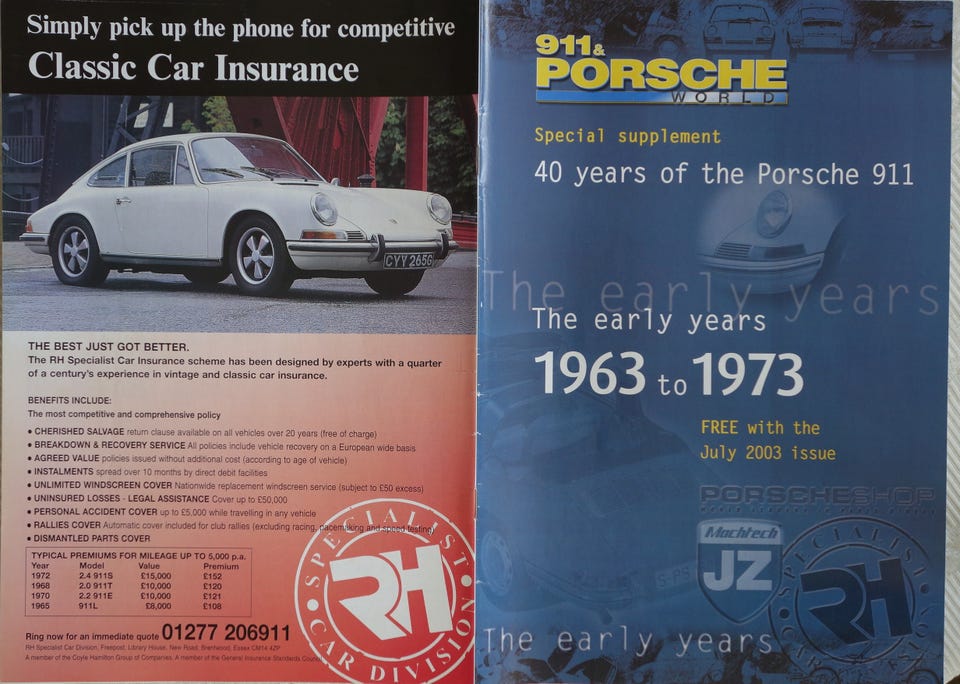 Simply pick up the phone for competitive
Classic Car Insurance
CYY 265G
THE BEST JUST GOT BETTER.
The RH Specialist Car Insurance scheme has been designed by experts with a quarter
of a century's experience in vintage and classic car insurance.
BENEFITS INCLUDE:
The most competitive and comprehensive policy
• CHERISHED SALVAGE return clause available on all vehicles over 20 years (free of charge)
• BREAKDOWN & RECOVERY SERVICE All policies include vehicle recovery on a European wide basis
• AGREED VALUE policies issued without additional cost (according to age of vehicle)
• INSTALMENTS spread over 10 months by direct debit facilities
• UNLIMITED WINDSCREEN COVER Nationwide replacement windscreen service (subject to £50 excess)
• UNINSURED LOSSES - LEGAL ASSISTANCE Cover up to £50,000
• PERSONAL ACCIDENT COVER up to £5,000 while travelling in any vehicle
• RALLIES COVER Automatic cover included for club rallies (excluding racing, pacemaking and speed testing)
• DISMANTLED PARTS COVER
TYPICAL PREMIUMS FOR MILEAGE UP TO 5,000 p.a.
Year Model Value Premium
1972 2.4 911S £15,000 £152
1968 2.0 911T £10,000 £120
1970 2.2 911E £10,000 £121
1965 911L £8,000 £108
Ring now for an immediate quote 01277 206911
RH Specialist Car Division, Freepost, Library House, New Road, Brentwood, Essex CM14 4ZP
A member of the Coyle Hamilton Group of Companies. A member of the General Insurance Standards Council
SPECIALIST
RH
CAR DIVISION
911 &
PORSCHE
WORLD
Special supplement
40 years of the Porsche 911
The early years
The early years
1963 to 1973
FREE with the
July 2003 issue
PORSCHESHOP
Machtech
JZ
SPECIALIST
RH
CAR DIVISION
The early years